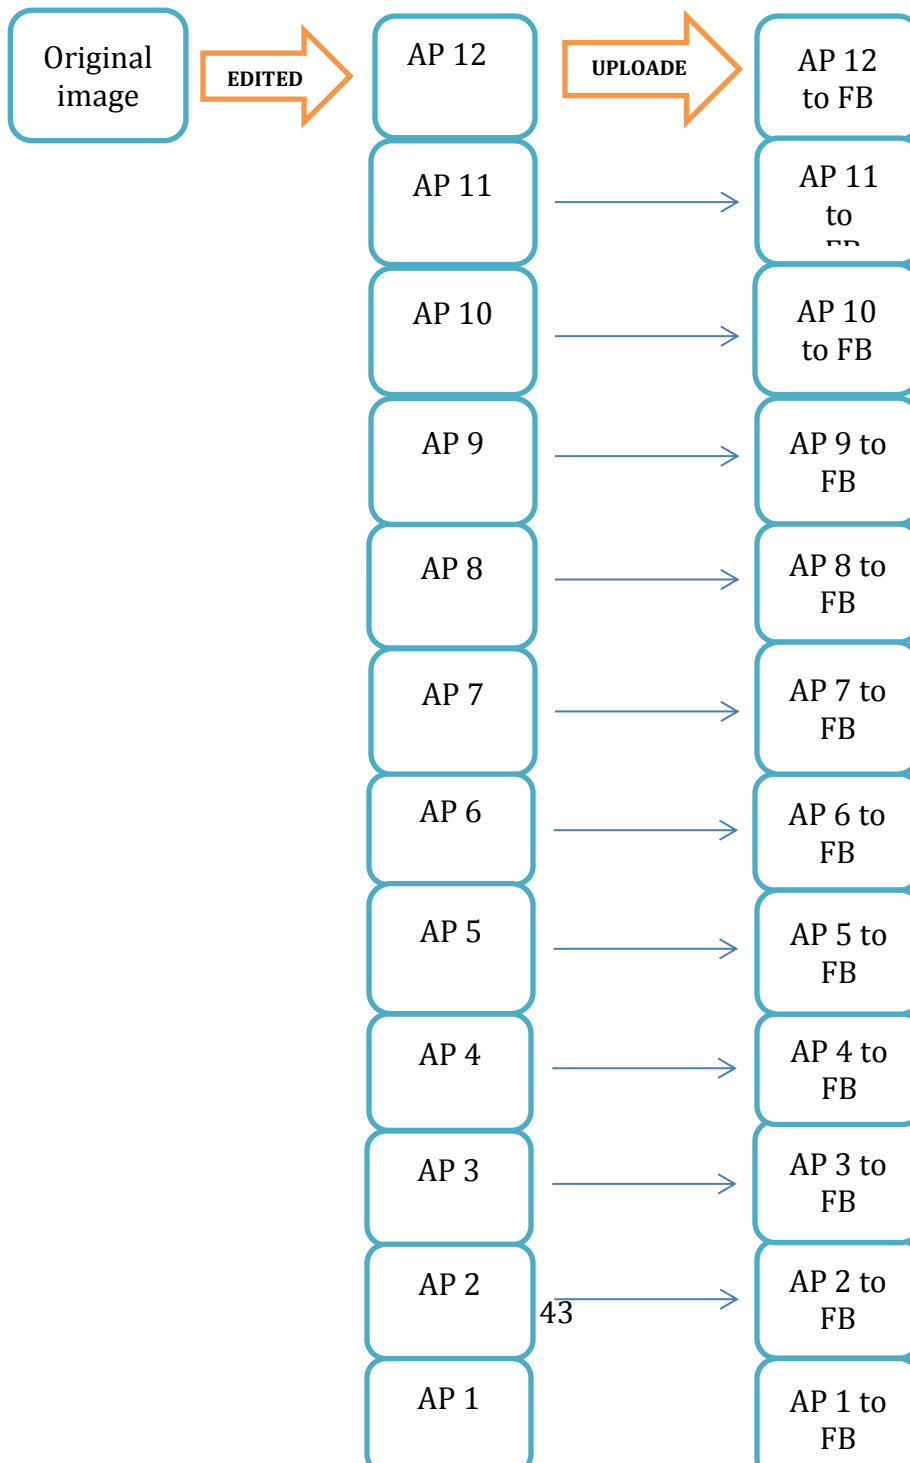 Original
image
EDITED
AP 12
UPLOADE
AP 12
to FB
AP 11
AP 11
to
FB
AP 10
AP 10
to FB
AP 9
AP 9 to
FB
AP 8
AP 8 to
FB
AP 7
AP 7 to
FB
AP 6
AP 6 to
FB
AP 5
AP 5 to
FB
AP 4
AP 4 to
FB
AP 3
AP 3 to
FB
AP 2
AP 2 to
FB
43
AP 1
AP 1 to
FB